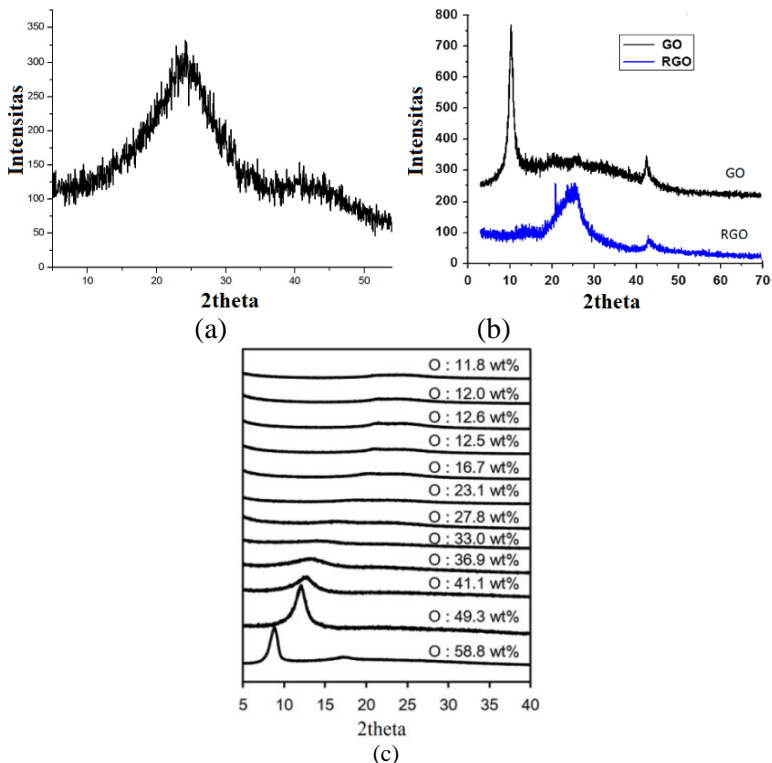 350
300
250
200
150
100
50
0
10 20 30 40 50
Intensitas
2theta
(a)
800
700
600
500
400
300
200
100
0
0 10 20 30 40 50 60 70
Intensitas
2theta
GO
RGO
GO
RGO
(b)
O : 11.8 wt%
O : 12.0 wt%
O : 12.6 wt%
O : 12.5 wt%
O : 16.7 wt%
O : 23.1 wt%
O : 27.8 wt%
O : 33.0 wt%
O : 36.9 wt%
O : 41.1 wt%
O : 49.3 wt%
O : 58.8 wt%
5 10 15 20 25 30 35 40
2theta
(c)